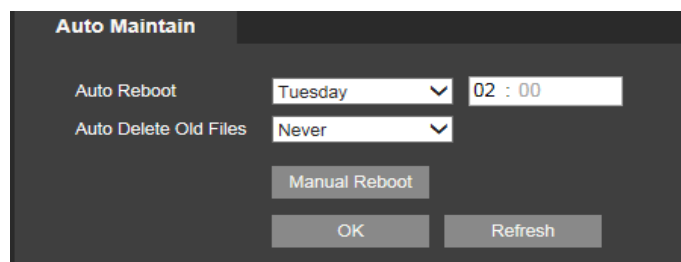 Auto Maintain
Auto Reboot Tuesday 02 : 00
Auto Delete Old Files Never
Manual Reboot
OK Refresh